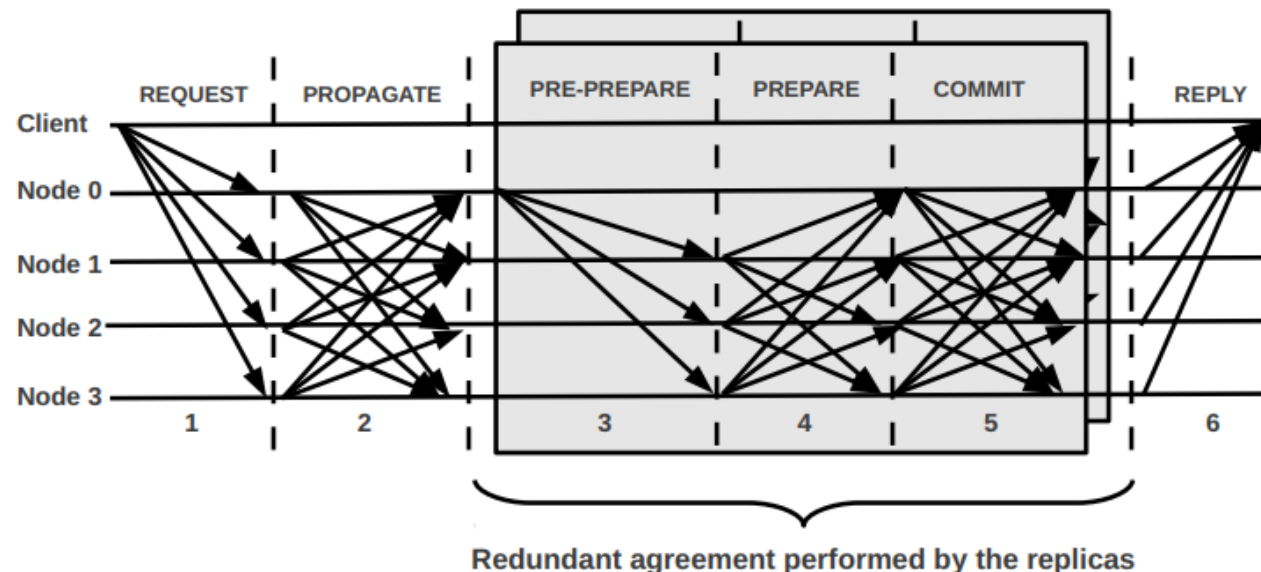 REQUEST PROPAGATE PRE-PREPARE PREPARE COMMIT REPLY
Client
Node 0
Node 1
Node 2
Node 3
1 2 3 4 5 6
Redundant agreement performed by the replicas